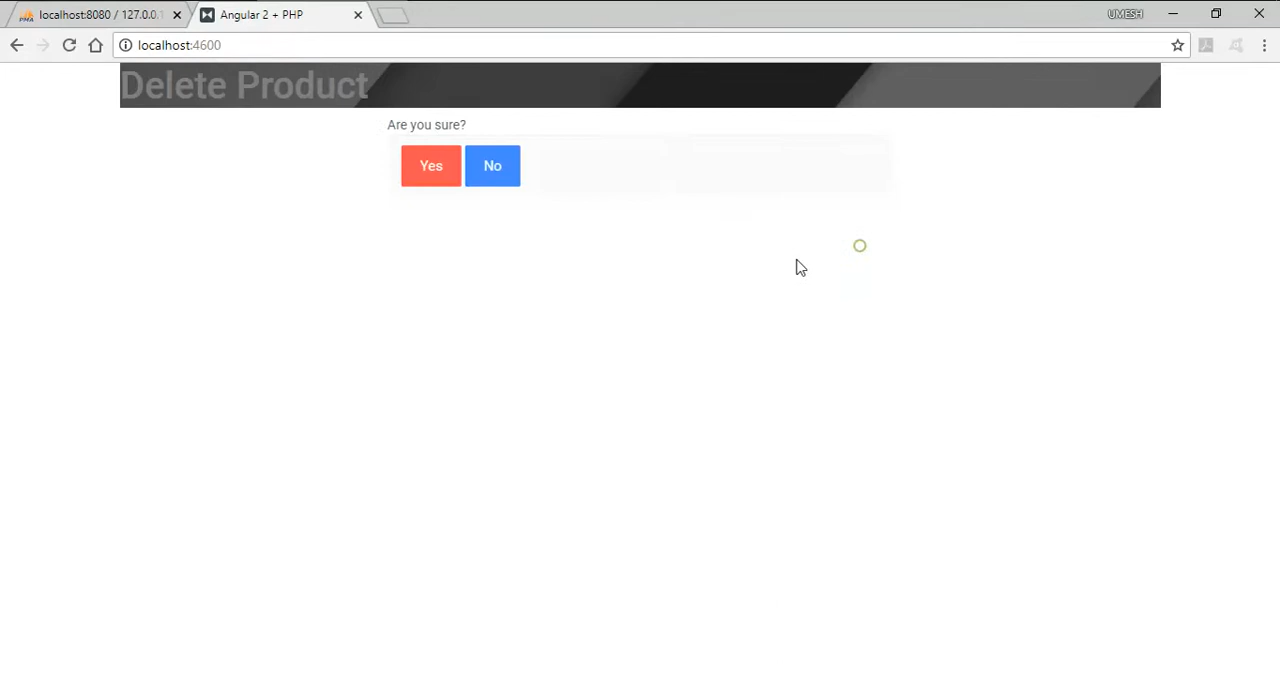 localhost:8080 / 127.0.0.1
Angular 2 + PHP
UMESH
localhost:4600
Delete Product
Are you sure?
Yes
No